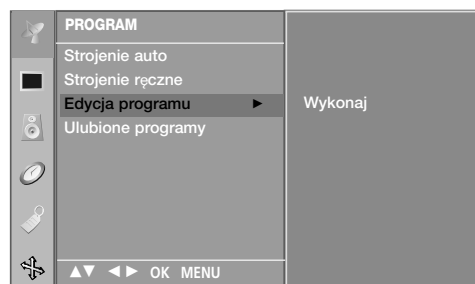 PROGRAM
Strojenie auto
Strojenie ręczne
Edycja programu ►
Wykonaj
Ulubione programy
▲▼ ◄► OK MENU